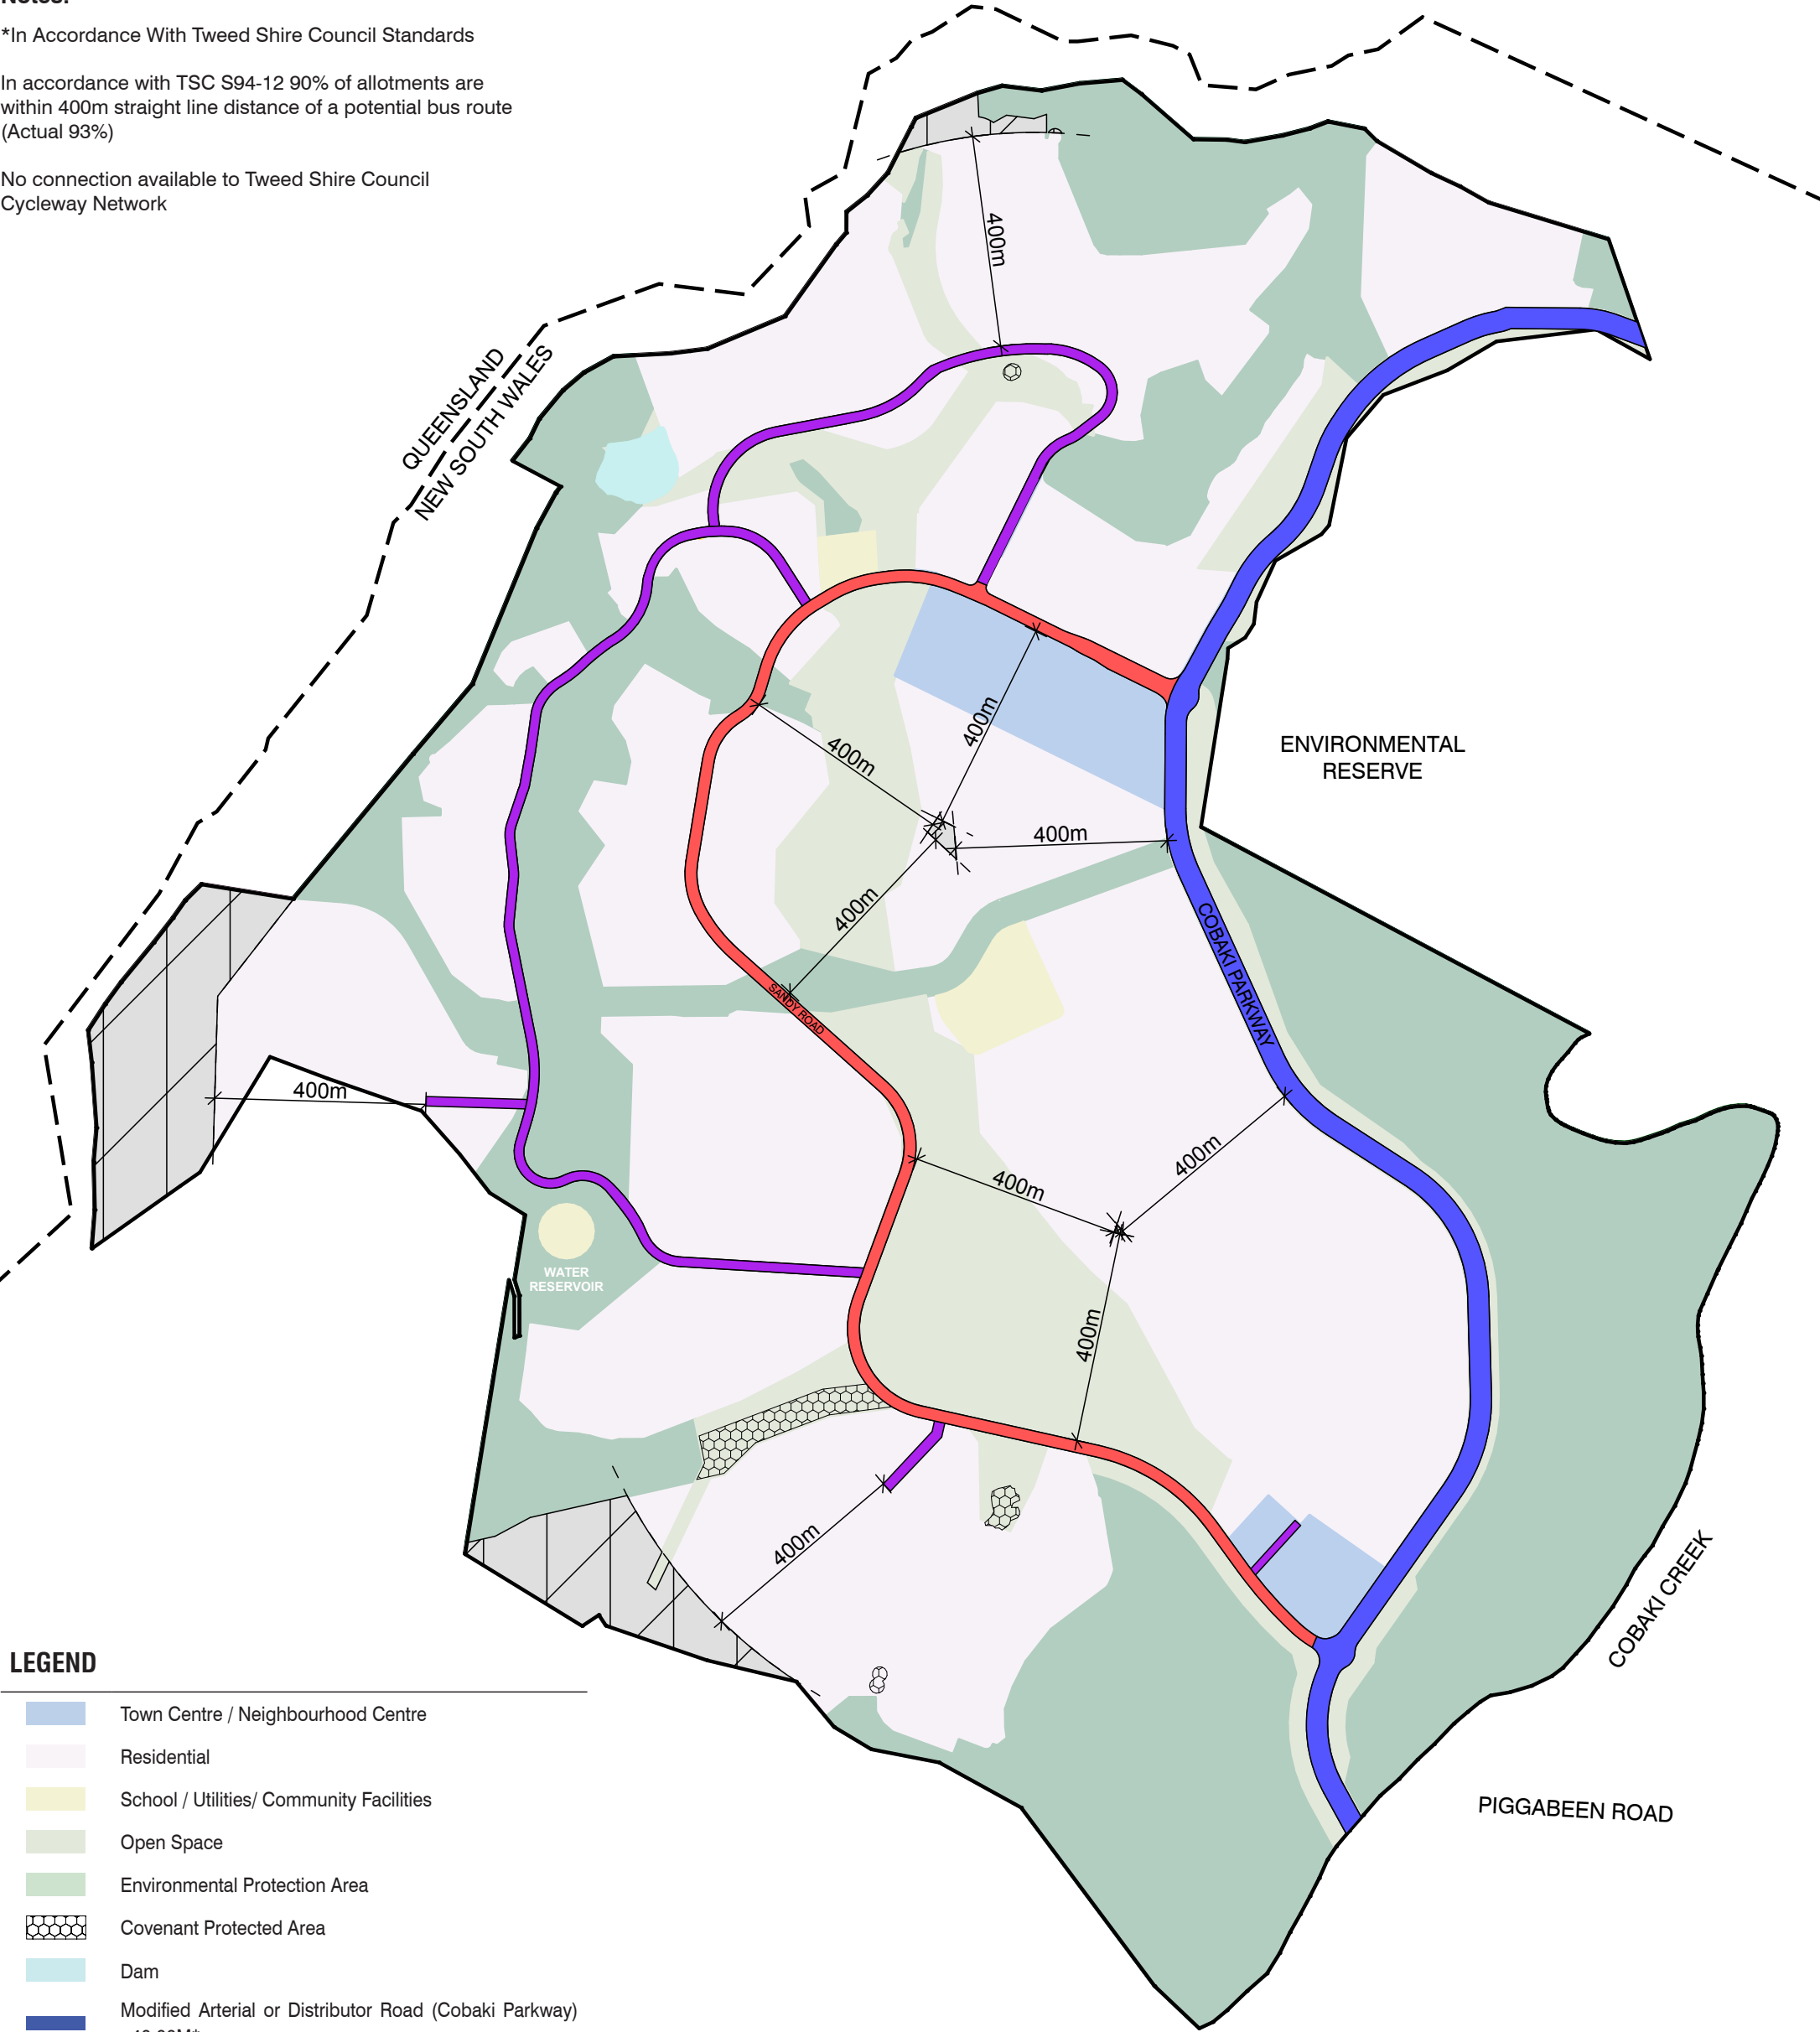 Notes:
*In Accordance With Tweed Shire Council Standards
In accordance with TSC S94-12 90% of allotments are
within 400m straight line distance of a potential bus route
(Actual 93%)
No connection available to Tweed Shire Council
Cycleway Network
400m
QUEENSLAND
NEW SOUTH WALES
400m
400m
ENVIRONMENTAL
RESERVE
400m
400m
COBAKI PARKWAY
SANDY ROAD
400m
400m
400m
WATER
RESERVOIR
400m
400m
COBAKI CREEK
PIGGABEEN ROAD
LEGEND
Town Centre / Neighbourhood Centre
Residential
School / Utilities/ Community Facilities
Open Space
Environmental Protection Area
Covenant Protected Area
Dam
Modified Arterial or Distributor Road (Cobaki Parkway)